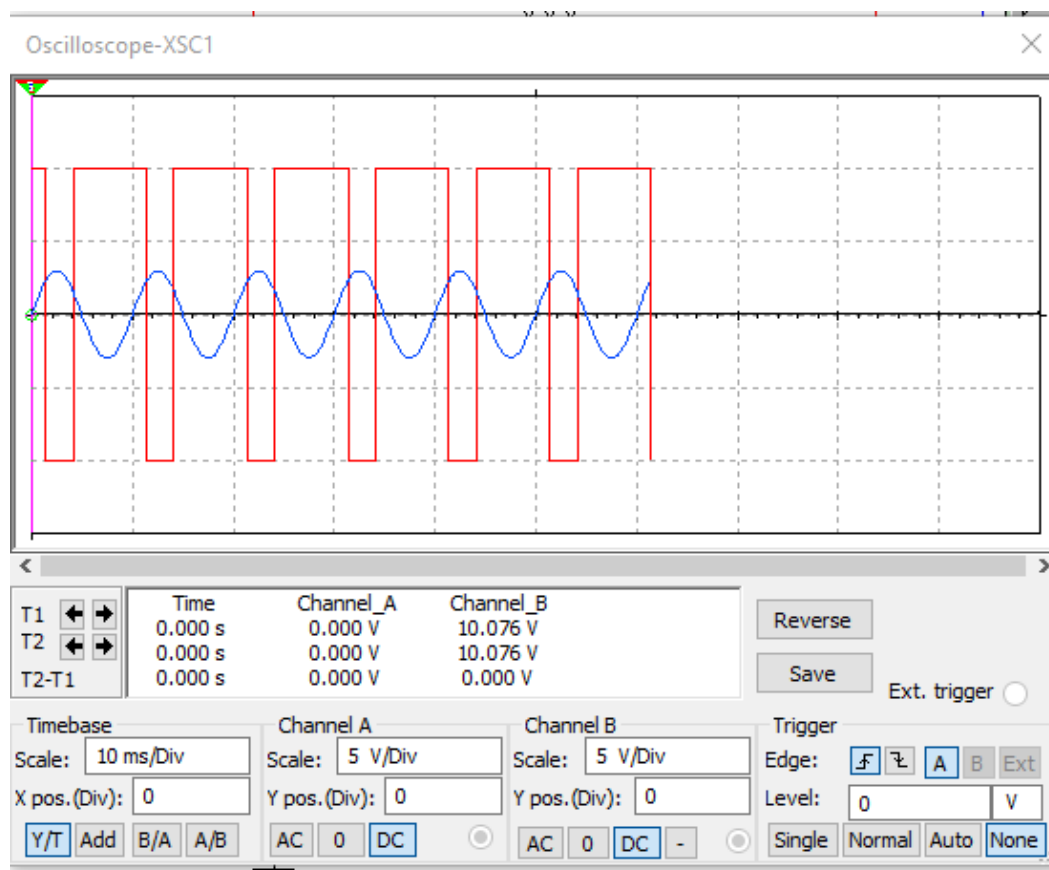 Oscilloscope-XSC1
Time Channel_A Channel_B
T1 0.000 s 0.000 V 10.076 V
T2 0.000 s 0.000 V 10.076 V
T2-T1 0.000 s 0.000 V 0.000 V
Reverse
Save
Ext. trigger
Timebase
Scale: 10 ms/Div
X pos.(Div): 0
Y/T Add B/A A/B
Channel A
Scale: 5 V/Div
Y pos.(Div): 0
AC 0 DC
Channel B
Scale: 5 V/Div
Y pos.(Div): 0
AC 0 DC -
Trigger
Edge: A B Ext
Level: 0 V
Single Normal Auto None